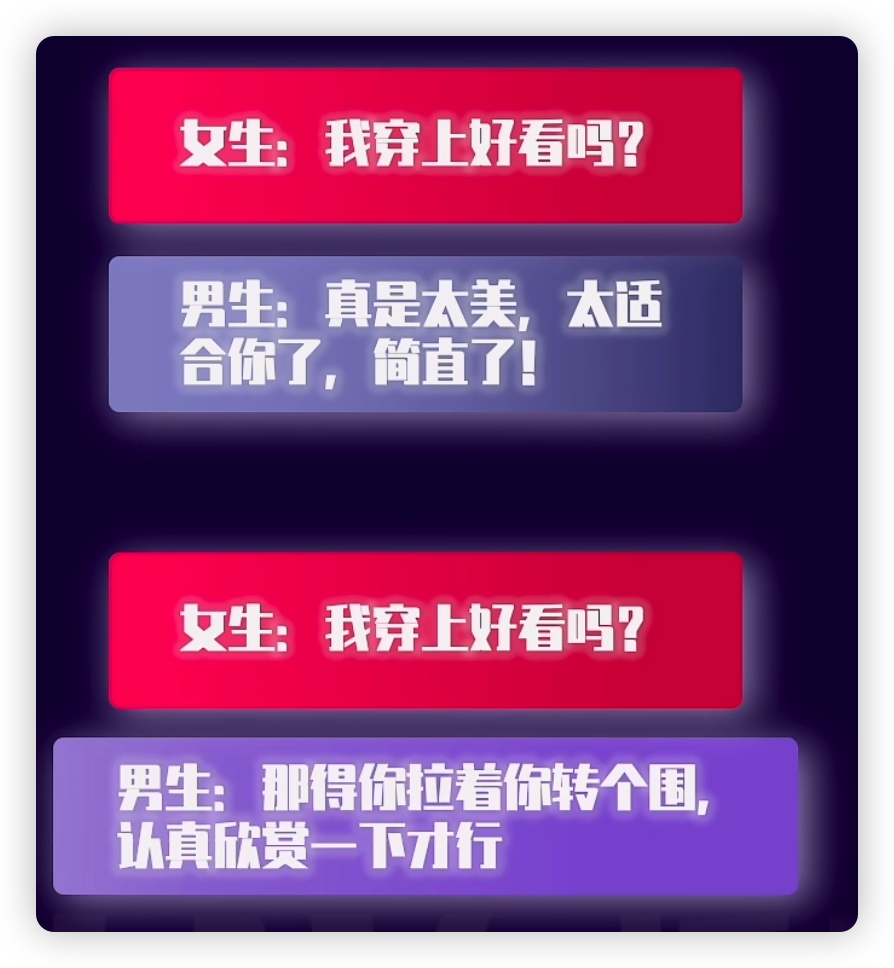 女生：我穿上好看吗？
男生：真是太美，太适
合你了，简直了！
女生：我穿上好看吗？
男生：那得你拉着你转个围，
认真欣赏一下才行